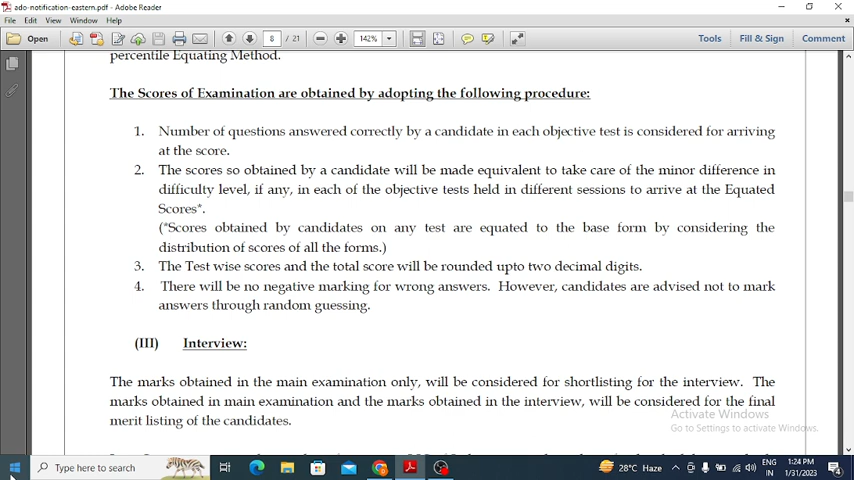 ado-notification-eastern.pdf - Adobe Reader
File Edit View Window Help
Open 8 / 21 142% Tools Fill & Sign Comment
percentile Equating Method.
The Scores of Examination are obtained by adopting the following procedure:
1. Number of questions answered correctly by a candidate in each objective test is considered for arriving
at the score.
2. The scores so obtained by a candidate will be made equivalent to take care of the minor difference in
difficulty level, if any, in each of the objective tests held in different sessions to arrive at the Equated
Scores*.
(*Scores obtained by candidates on any test are equated to the base form by considering the
distribution of scores of all the forms.)
3. The Test wise scores and the total score will be rounded upto two decimal digits.
4. There will be no negative marking for wrong answers. However, candidates are advised not to mark
answers through random guessing.
(III) Interview:
The marks obtained in the main examination only, will be considered for shortlisting for the interview. The
marks obtained in main examination and the marks obtained in the interview, will be considered for the final
merit listing of the candidates.
Activate Windows
Go to Settings to activate Windows.
Type here to search
28°C Haze
ENG
IN
1:24 PM
1/31/2023
4